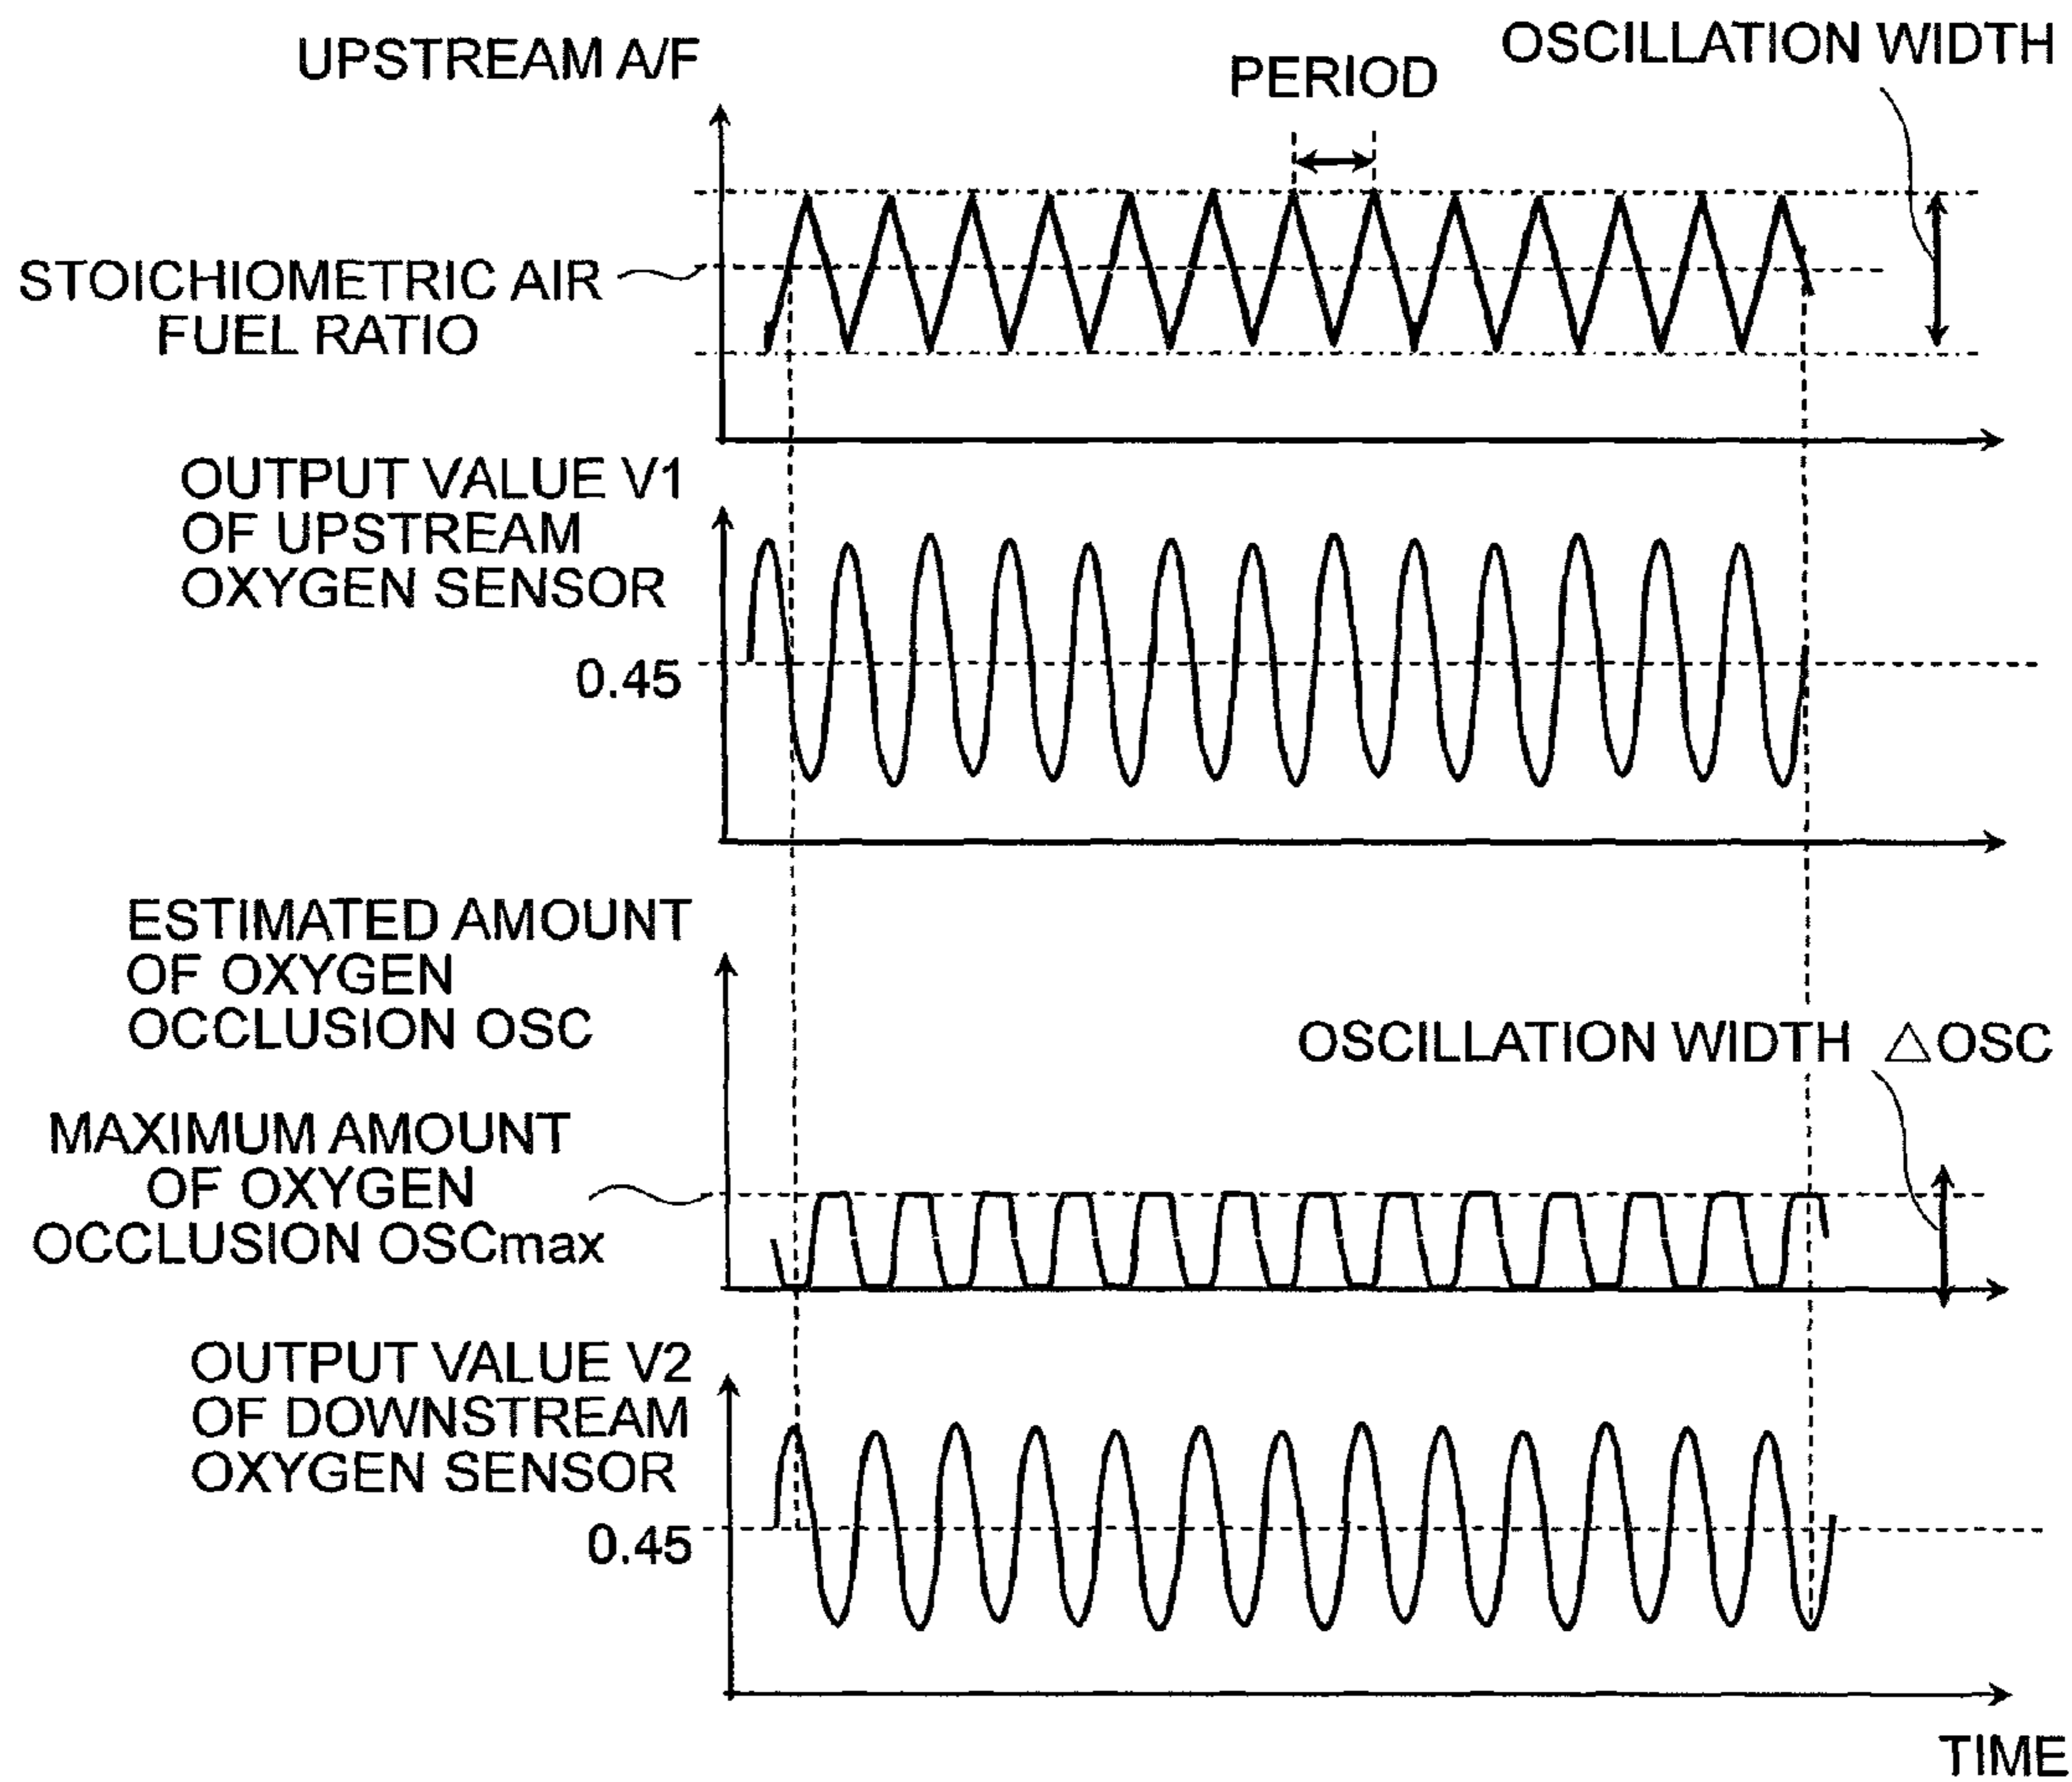 UPSTREAM A/F
PERIOD
OSCILLATION WIDTH
STOICHIOMETRIC AIR
FUEL RATIO
OUTPUT VALUE V1
OF UPSTREAM
OXYGEN SENSOR
0.45
ESTIMATED AMOUNT
OF OXYGEN
OCCLUSION OSC
OSCILLATION WIDTH △OSC
MAXIMUM AMOUNT
OF OXYGEN
OCCLUSION OSCmax
OUTPUT VALUE V2
OF DOWNSTREAM
OXYGEN SENSOR
0.45
TIME